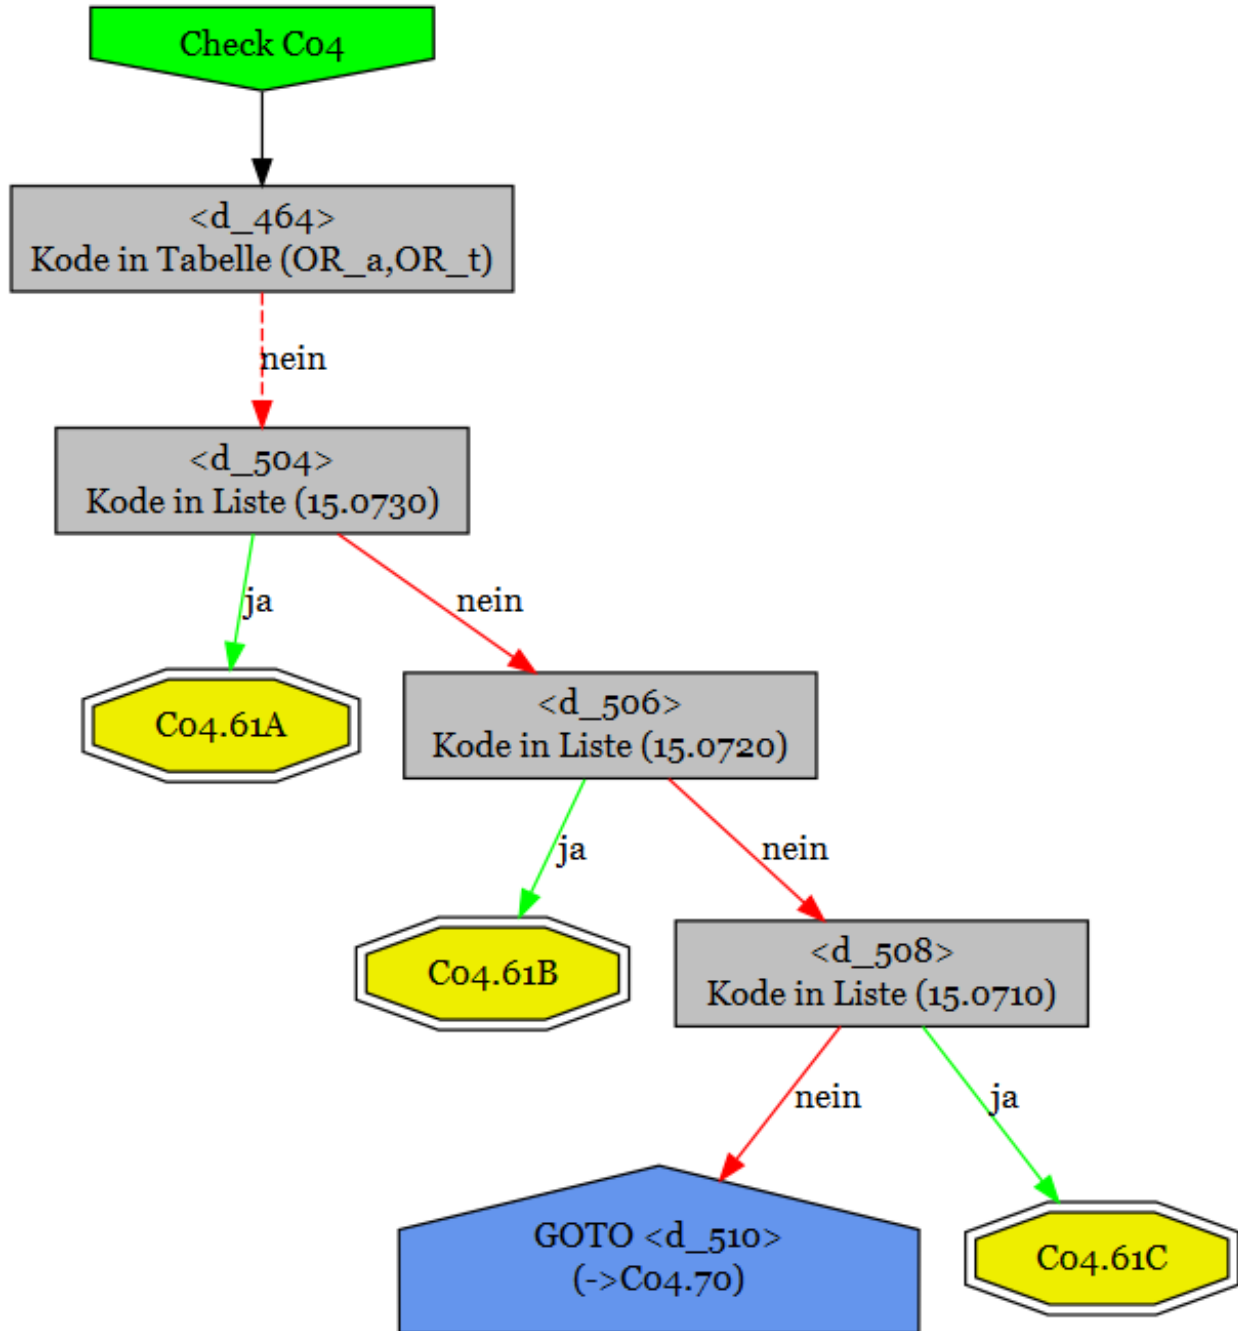 Check C04
<d_464>
Kode in Tabelle (OR_a,OR_t)
nein
<d_504>
Kode in Liste (15.0730)
ja
nein
C04.61A
<d_506>
Kode in Liste (15.0720)
ja
nein
C04.61B
<d_508>
Kode in Liste (15.0710)
nein
ja
GOTO <d_510>
(->C04.70)
C04.61C